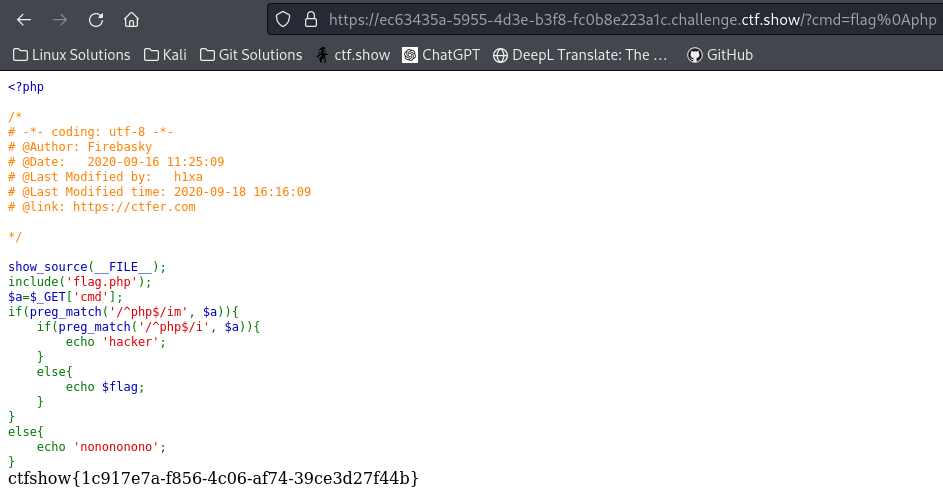 https://ec63435a-5955-4d3e-b3f8-fc0b8e223a1c.challenge.ctf.show/?cmd=flag%0Aphp
Linux Solutions Kali Git Solutions ctf.show ChatGPT DeepL Translate: The ... GitHub
<?php
/*
# -*- coding: utf-8 -*-
# @Author: Firebasky
# @Date:   2020-09-16 11:25:09
# @Last Modified by:   h1xa
# @Last Modified time: 2020-09-18 16:16:09
# @link: https://ctfer.com
*/
show_source(__FILE__);
include('flag.php');
$a=$_GET['cmd'];
if(preg_match('/^php$/im', $a)){
    if(preg_match('/^php$/i', $a)){
        echo 'hacker';
    }
    else{
        echo $flag;
    }
}
else{
    echo 'nonononono';
}
ctfshow{1c917e7a-f856-4c06-af74-39ce3d27f44b}